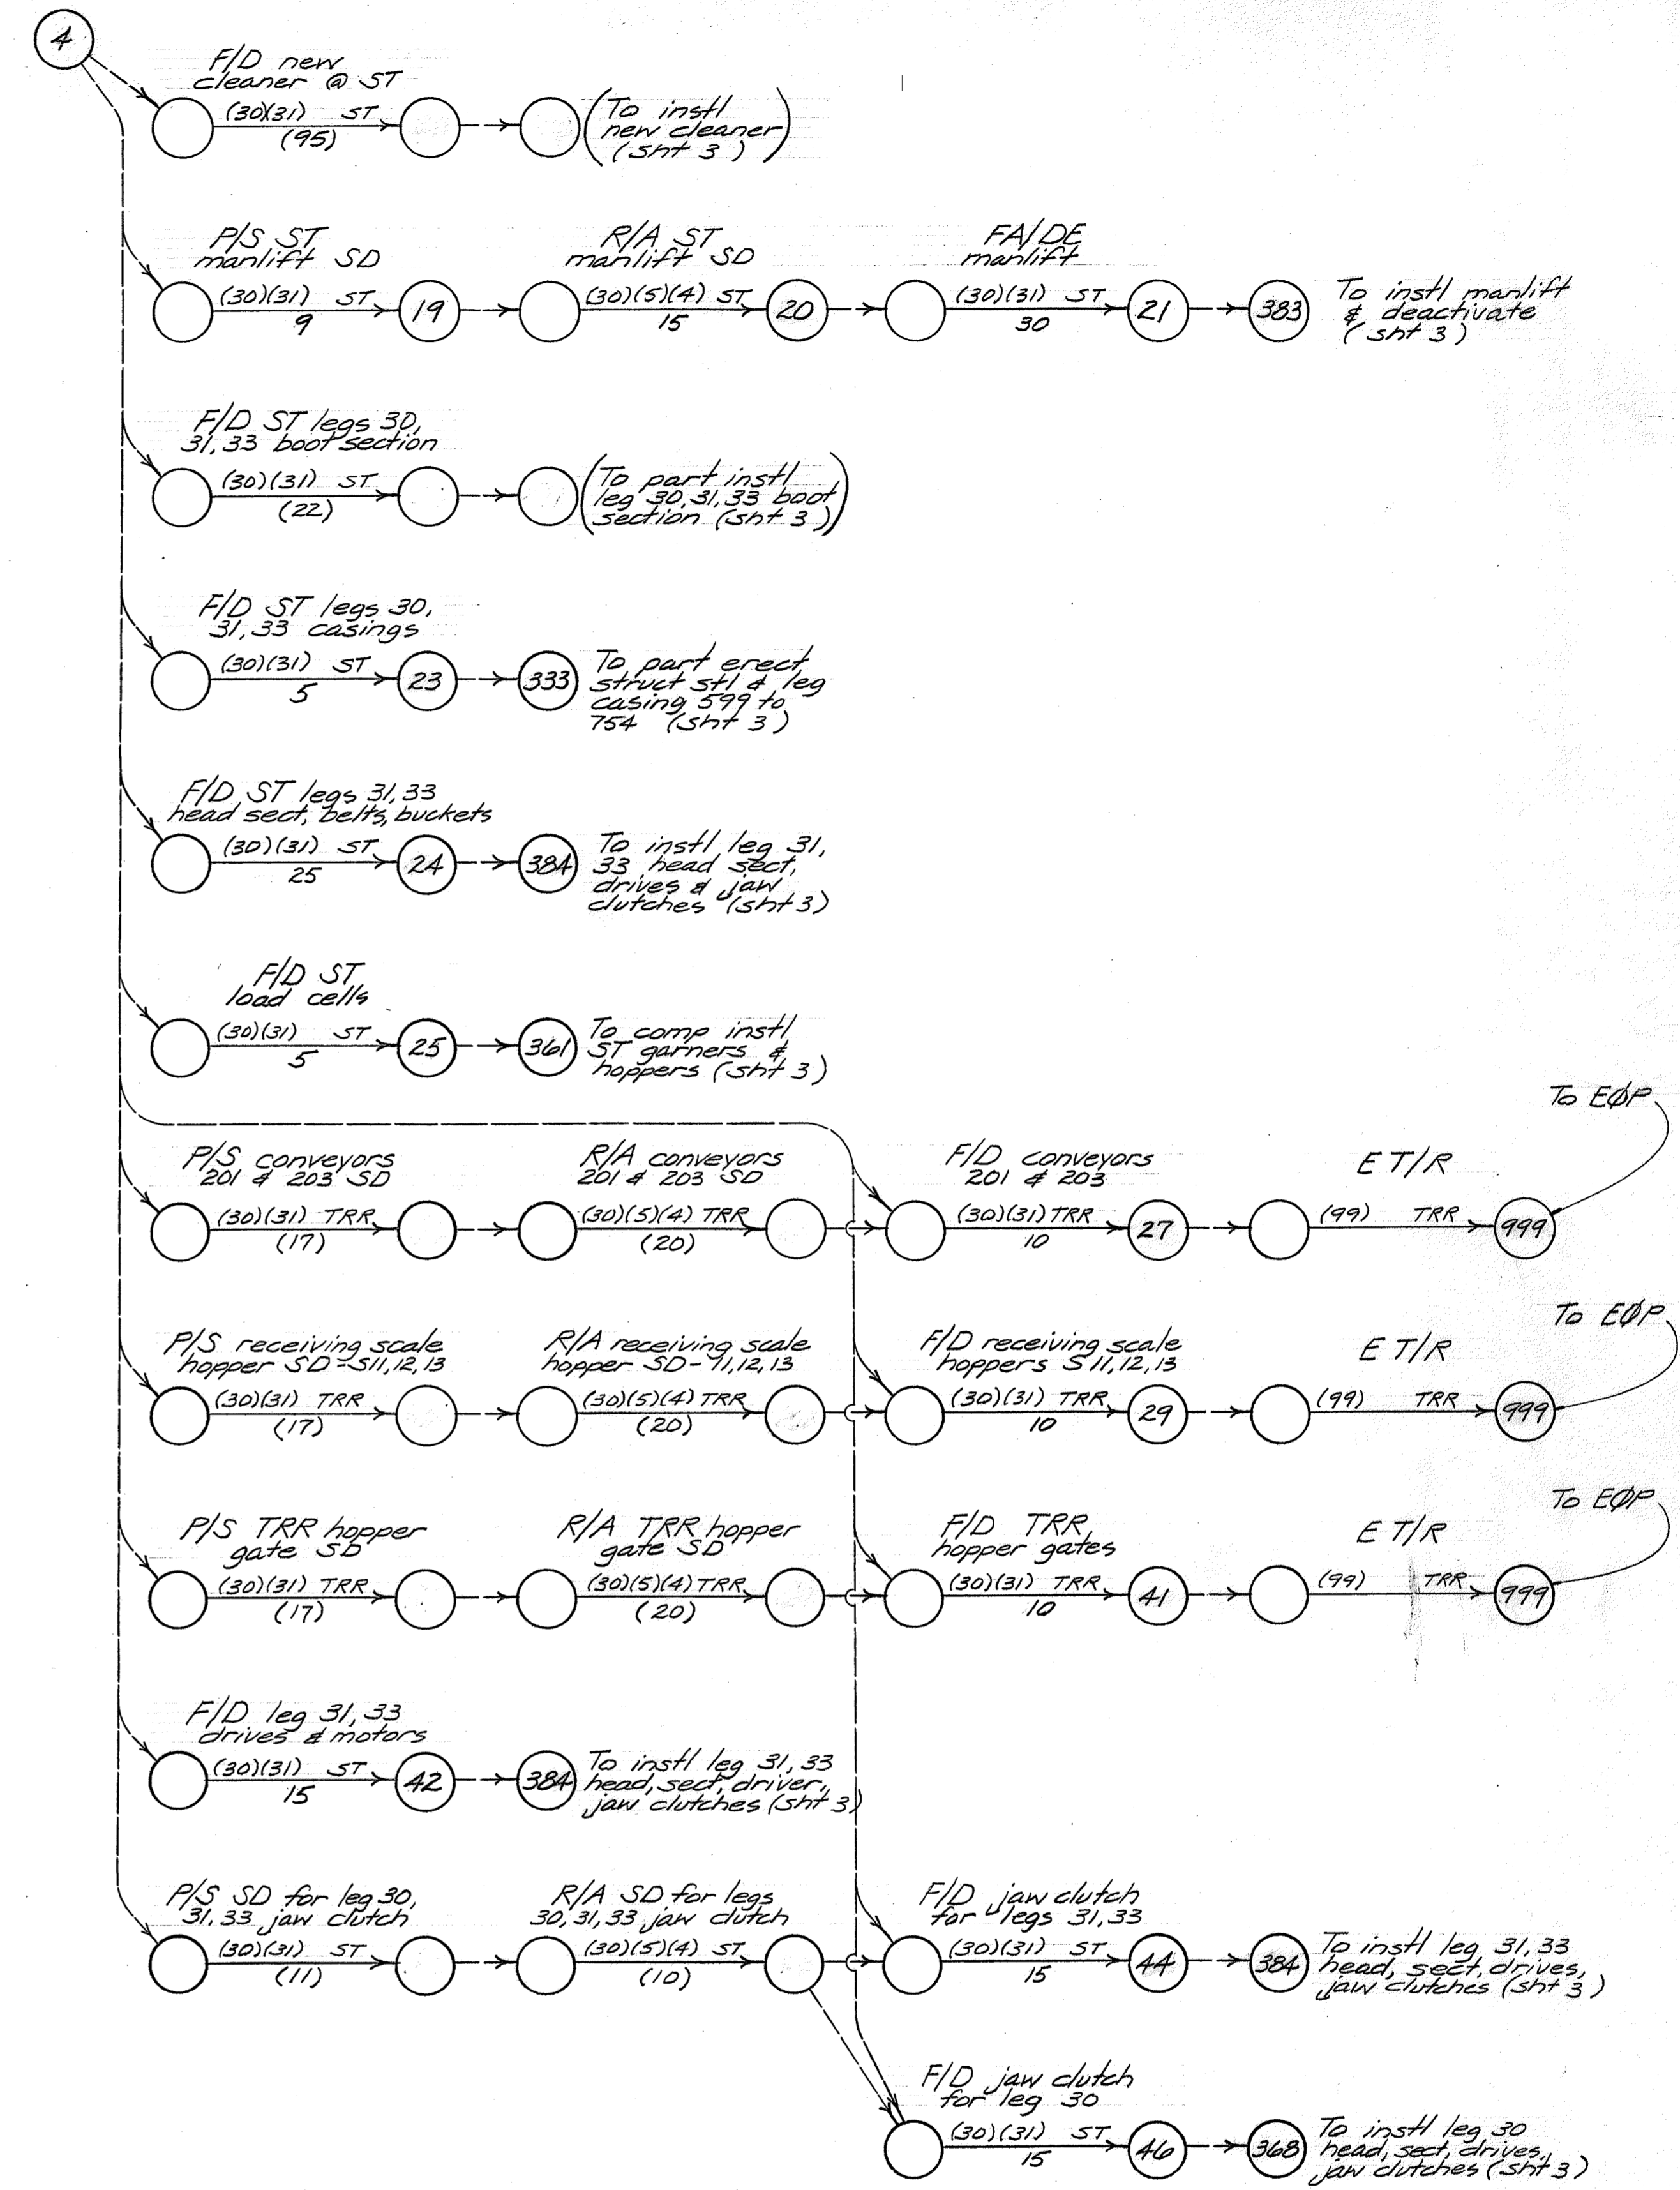 4
F/D new
cleaner @ ST
(30)(31) ST
(95)
(To instl
new cleaner
(sht 3))
P/S ST
manlift SD
(30)(31) ST
9
19
R/A ST
manlift SD
(30)(5)(4) ST
15
20
FA/DE
manlift
(30)(31) ST
30
21
383
To instl manlift
& deactivate
(sht 3)
F/D ST legs 30,
31,33 boot section
(30)(31) ST
(22)
(To part instl
leg 30,31,33 boot
section (sht 3))
F/D ST legs 30,
31,33 casings
(30)(31) ST
5
23
333
To part erect
struct stl & leg
casing 599 to
754 (sht 3)
F/D ST legs 31,33
head sect, belts, buckets
(30)(31) ST
25
24
384
To instl leg 31,
33 head sect,
drives & jaw
clutches (sht 3)
F/D ST
load cells
(30)(31) ST
5
25
361
To comp instl
ST garners &
hoppers (sht 3)
To EØP
P/S conveyors
201 & 203 SD
(30)(31) TRR
(17)
R/A conveyors
201 & 203 SD
(30)(5)(4) TRR
(20)
F/D conveyors
201 & 203
(30)(31) TRR
10
27
E T/R
(99) TRR
999
To EØP
P/S receiving scale
hopper SD-S11,12,13
(30)(31) TRR
(17)
R/A receiving scale
hopper SD-11,12,13
(30)(5)(4) TRR
(20)
F/D receiving scale
hoppers S11,12,13
(30)(31) TRR
10
29
E T/R
(99) TRR
999
To EØP
P/S TRR hopper
gate SD
(30)(31) TRR
(17)
R/A TRR hopper
gate SD
(30)(5)(4) TRR
(20)
F/D TRR
hopper gates
(30)(31) TRR
10
41
E T/R
(99) TRR
999
F/D leg 31,33
drives & motors
(30)(31) ST
15
42
384
To instl leg 31,33
head, sect, driver,
jaw clutches (sht 3)
P/S SD for leg 30,
31,33 jaw clutch
(30)(31) ST
(11)
R/A SD for legs
30,31,33 jaw clutch
(30)(5)(4) ST
(10)
F/D jaw clutch
for legs 31,33
(30)(31) ST
15
44
384
To instl leg 31,33
head, sect, drives,
jaw clutches (sht 3)
F/D jaw clutch
for leg 30
(30)(31) ST
15
46
368
To instl leg 30
head, sect, drives,
jaw clutches (sht 3)